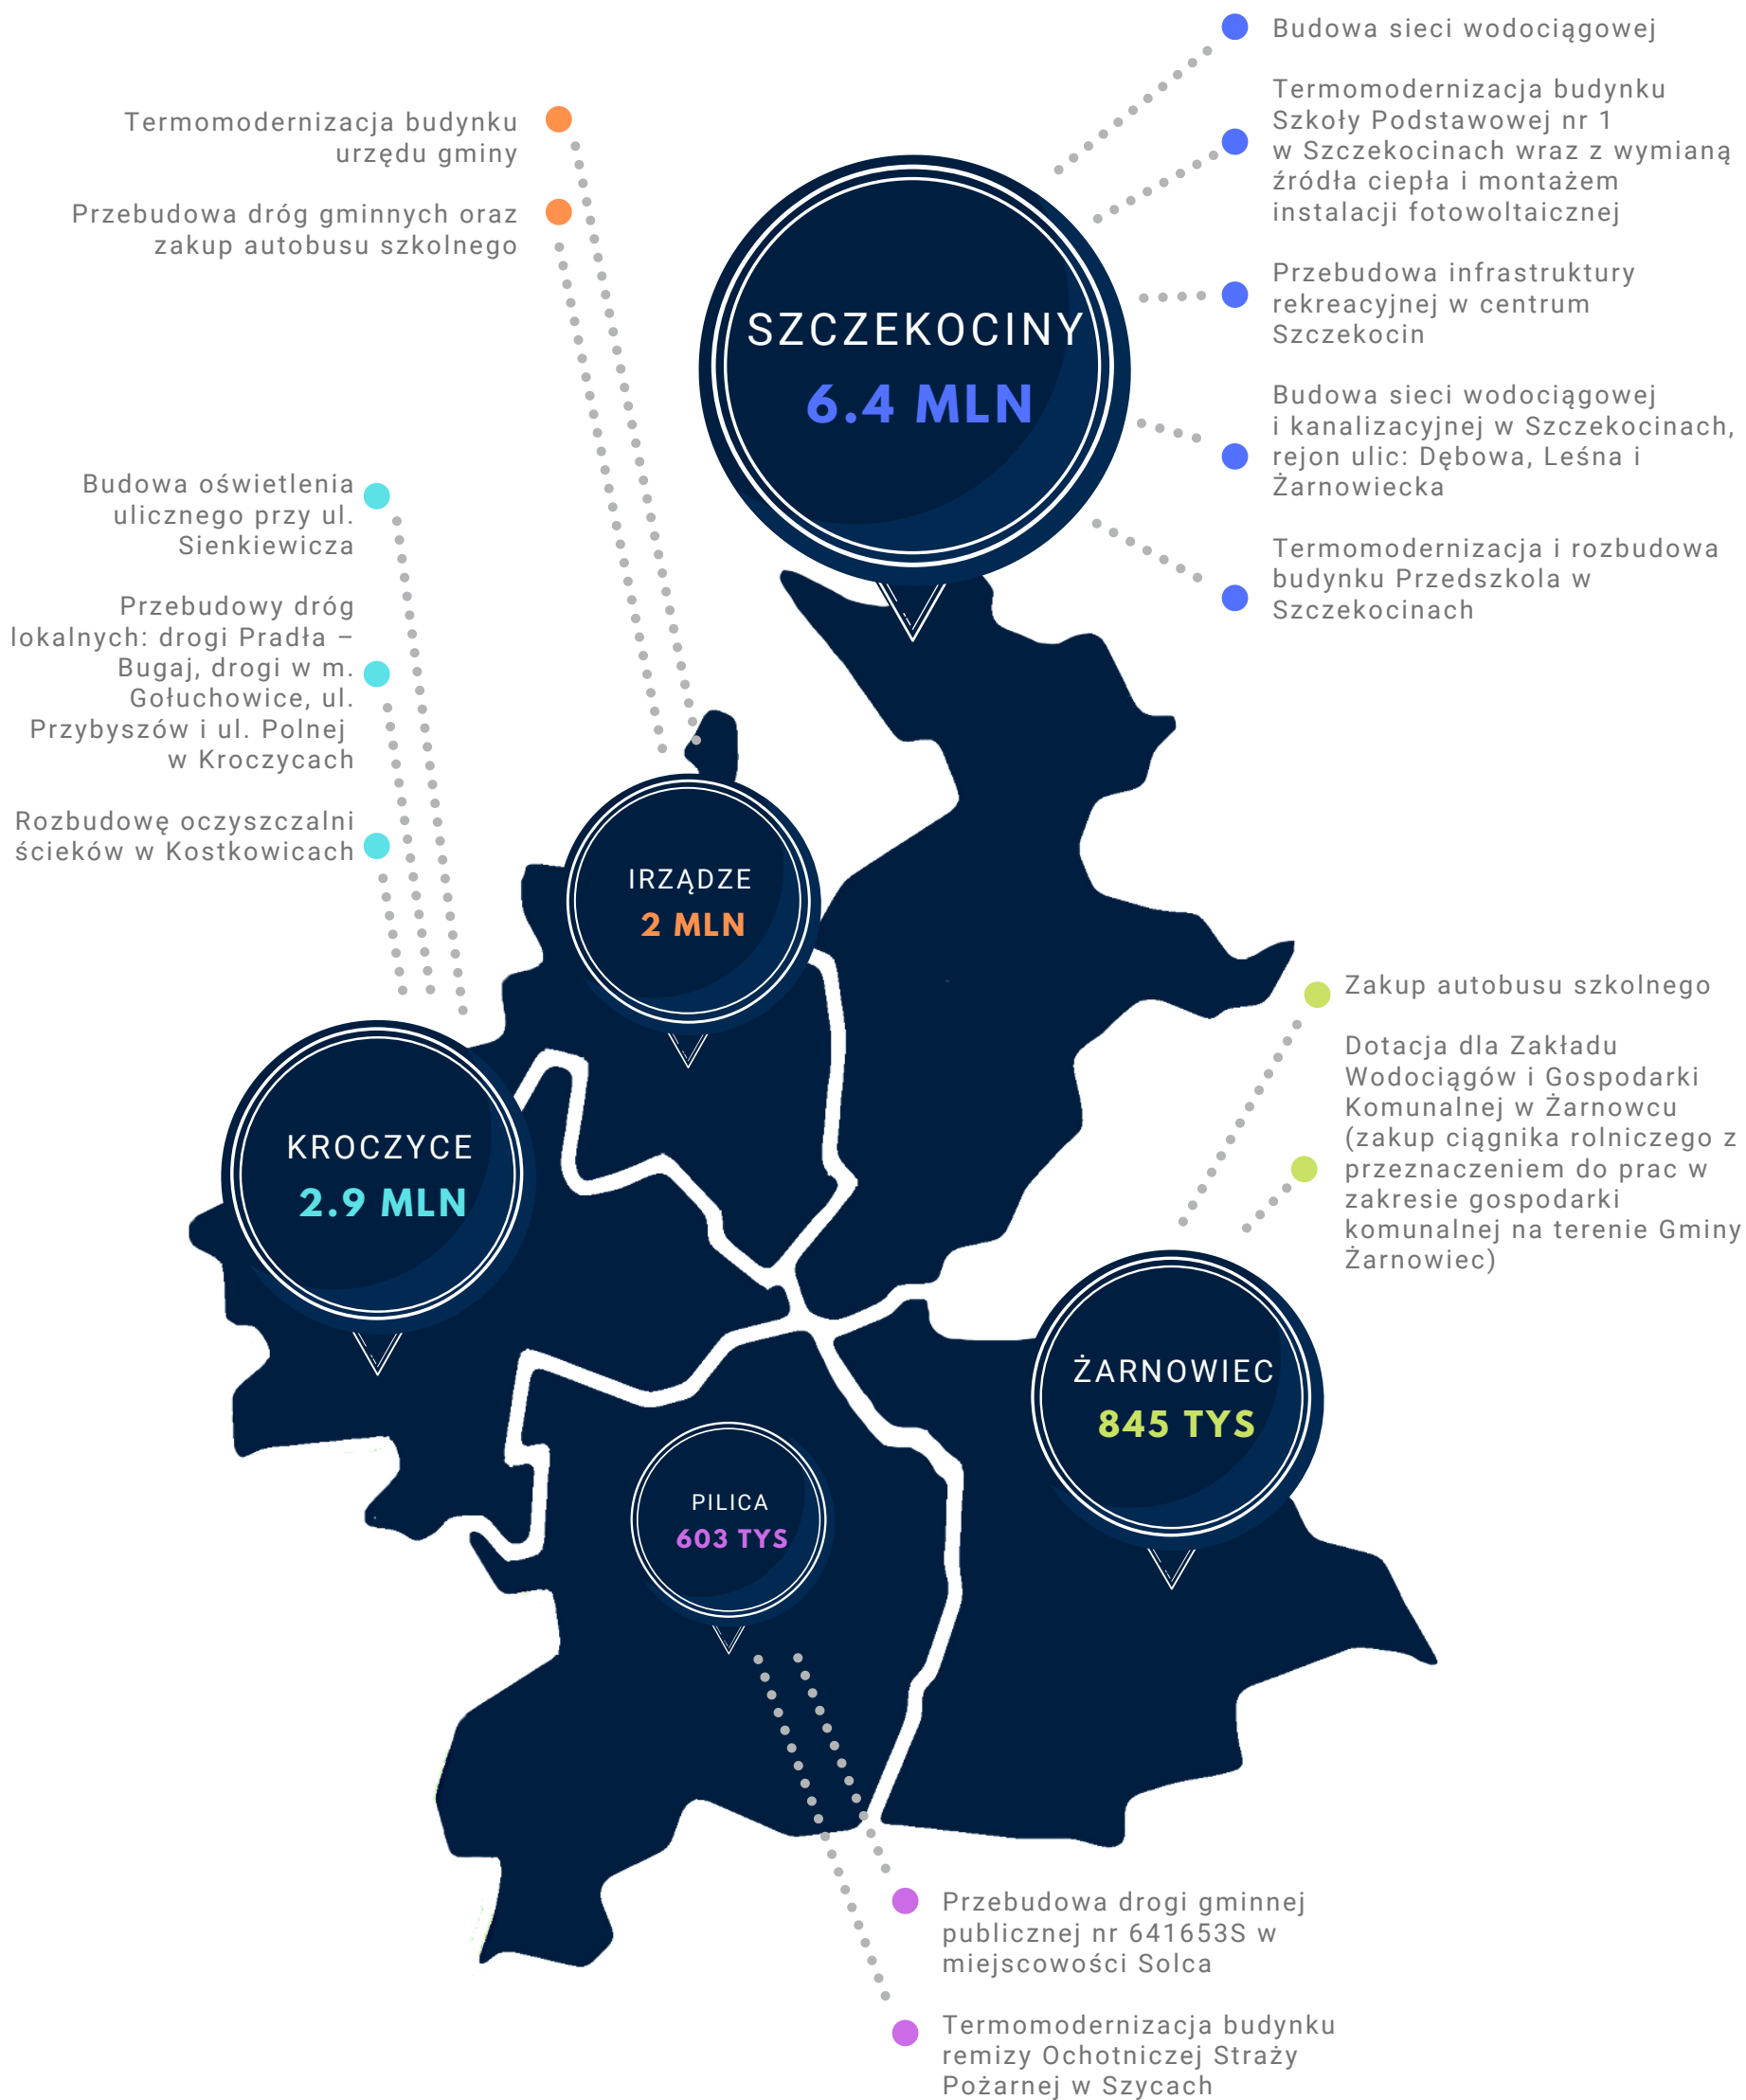 Budowa sieci wodociągowej
Termomodernizacja budynku
Szkoły Podstawowej nr 1
w Szczekocinach wraz z wymianą
źródła ciepła i montażem
instalacji fotowoltaicznej
Przebudowa infrastruktury
rekreacyjnej w centrum
Szczekocin
Budowa sieci wodociągowej
i kanalizacyjnej w Szczekocinach,
rejon ulic: Dębowa, Leśna i
Żarnowiecka
Termomodernizacja i rozbudowa
budynku Przedszkola w
Szczekocinach
SZCZEKOCINY
6.4 MLN
Termomodernizacja budynku
urzędu gminy
Przebudowa dróg gminnych oraz
zakup autobusu szkolnego
IRZĄDZE
2 MLN
Budowa oświetlenia
ulicznego przy ul.
Sienkiewicza
Przebudowy dróg
lokalnych: drogi Pradła –
Bugaj, drogi w m.
Gołuchowice, ul.
Przybyszów i ul. Polnej
w Kroczycach
Rozbudowę oczyszczalni
ścieków w Kostkowicach
KROCZYCE
2.9 MLN
Zakup autobusu szkolnego
Dotacja dla Zakładu
Wodociągów i Gospodarki
Komunalnej w Żarnowcu
(zakup ciągnika rolniczego z
przeznaczeniem do prac w
zakresie gospodarki
komunalnej na terenie Gminy
Żarnowiec)
ŻARNOWIEC
845 TYS
PILICA
603 TYS
Przebudowa drogi gminnej
publicznej nr 641653S w
miejscowości Solca
Termomodernizacja budynku
remizy Ochotniczej Straży
Pożarnej w Szycach